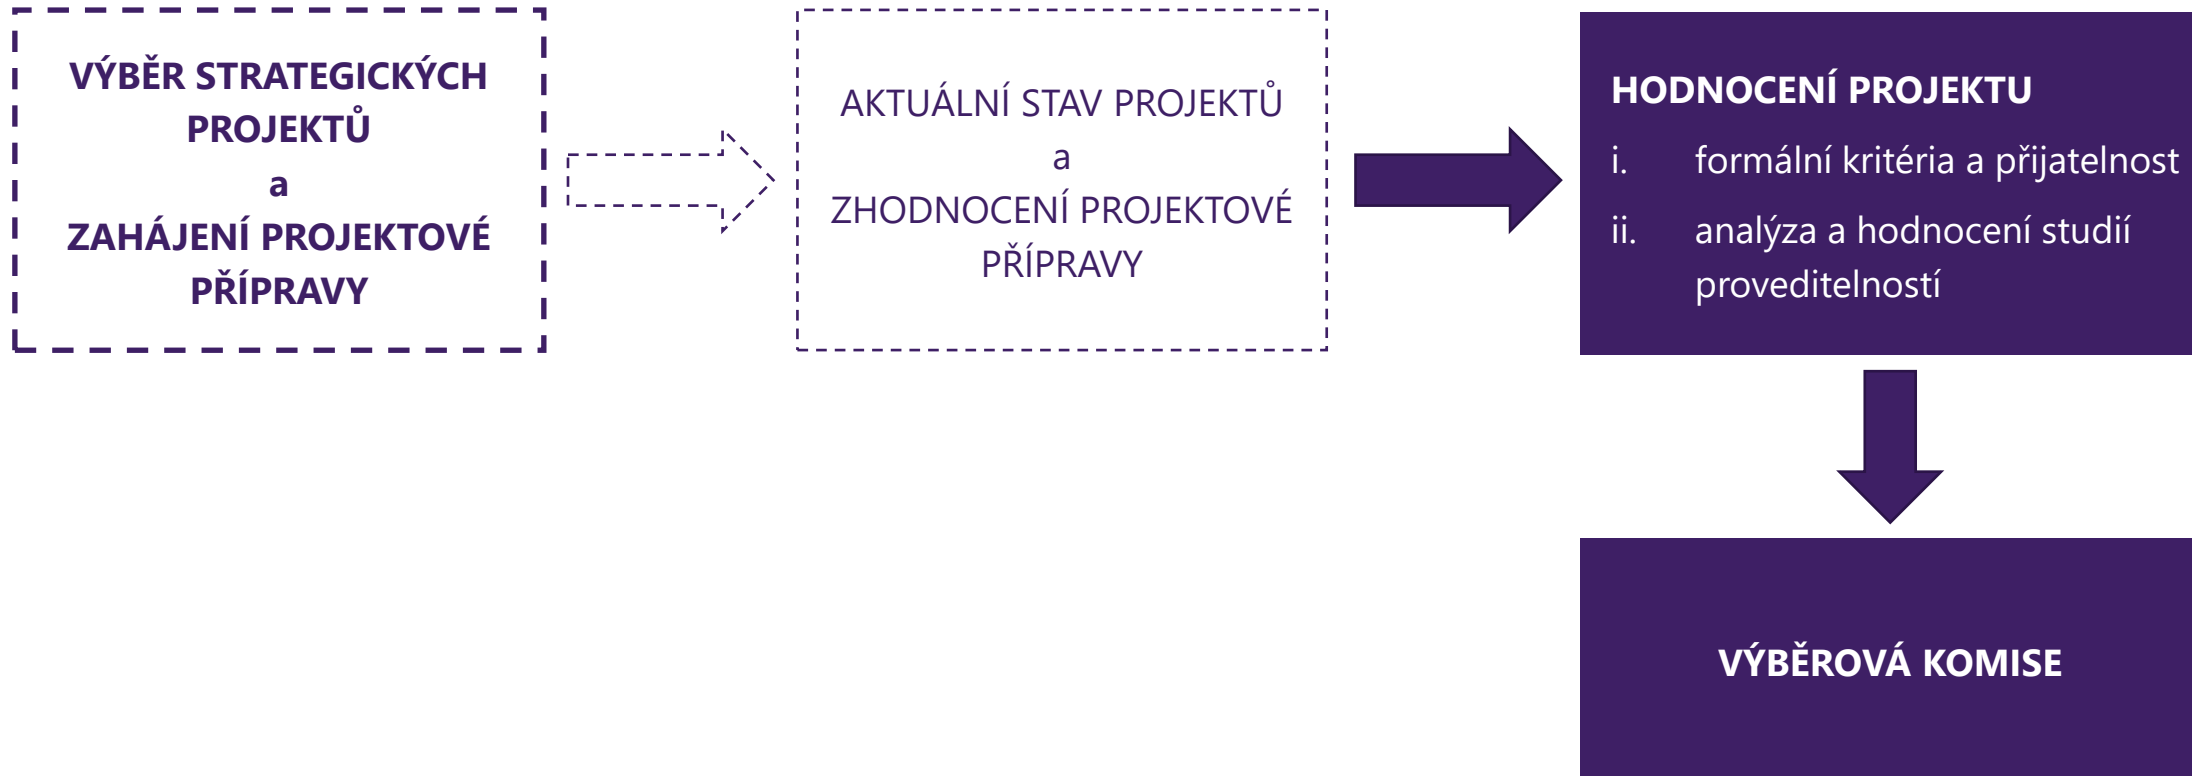 VÝBĚR STRATEGICKÝCH
PROJEKTŮ
a
ZAHÁJENÍ PROJEKTOVÉ
PŘÍPRAVY
AKTUÁLNÍ STAV PROJEKTŮ
a
ZHODNOCENÍ PROJEKTOVÉ
PŘÍPRAVY
HODNOCENÍ PROJEKTU
i. formální kritéria a přijatelnost
ii. analýza a hodnocení studií
proveditelností
VÝBĚROVÁ KOMISE